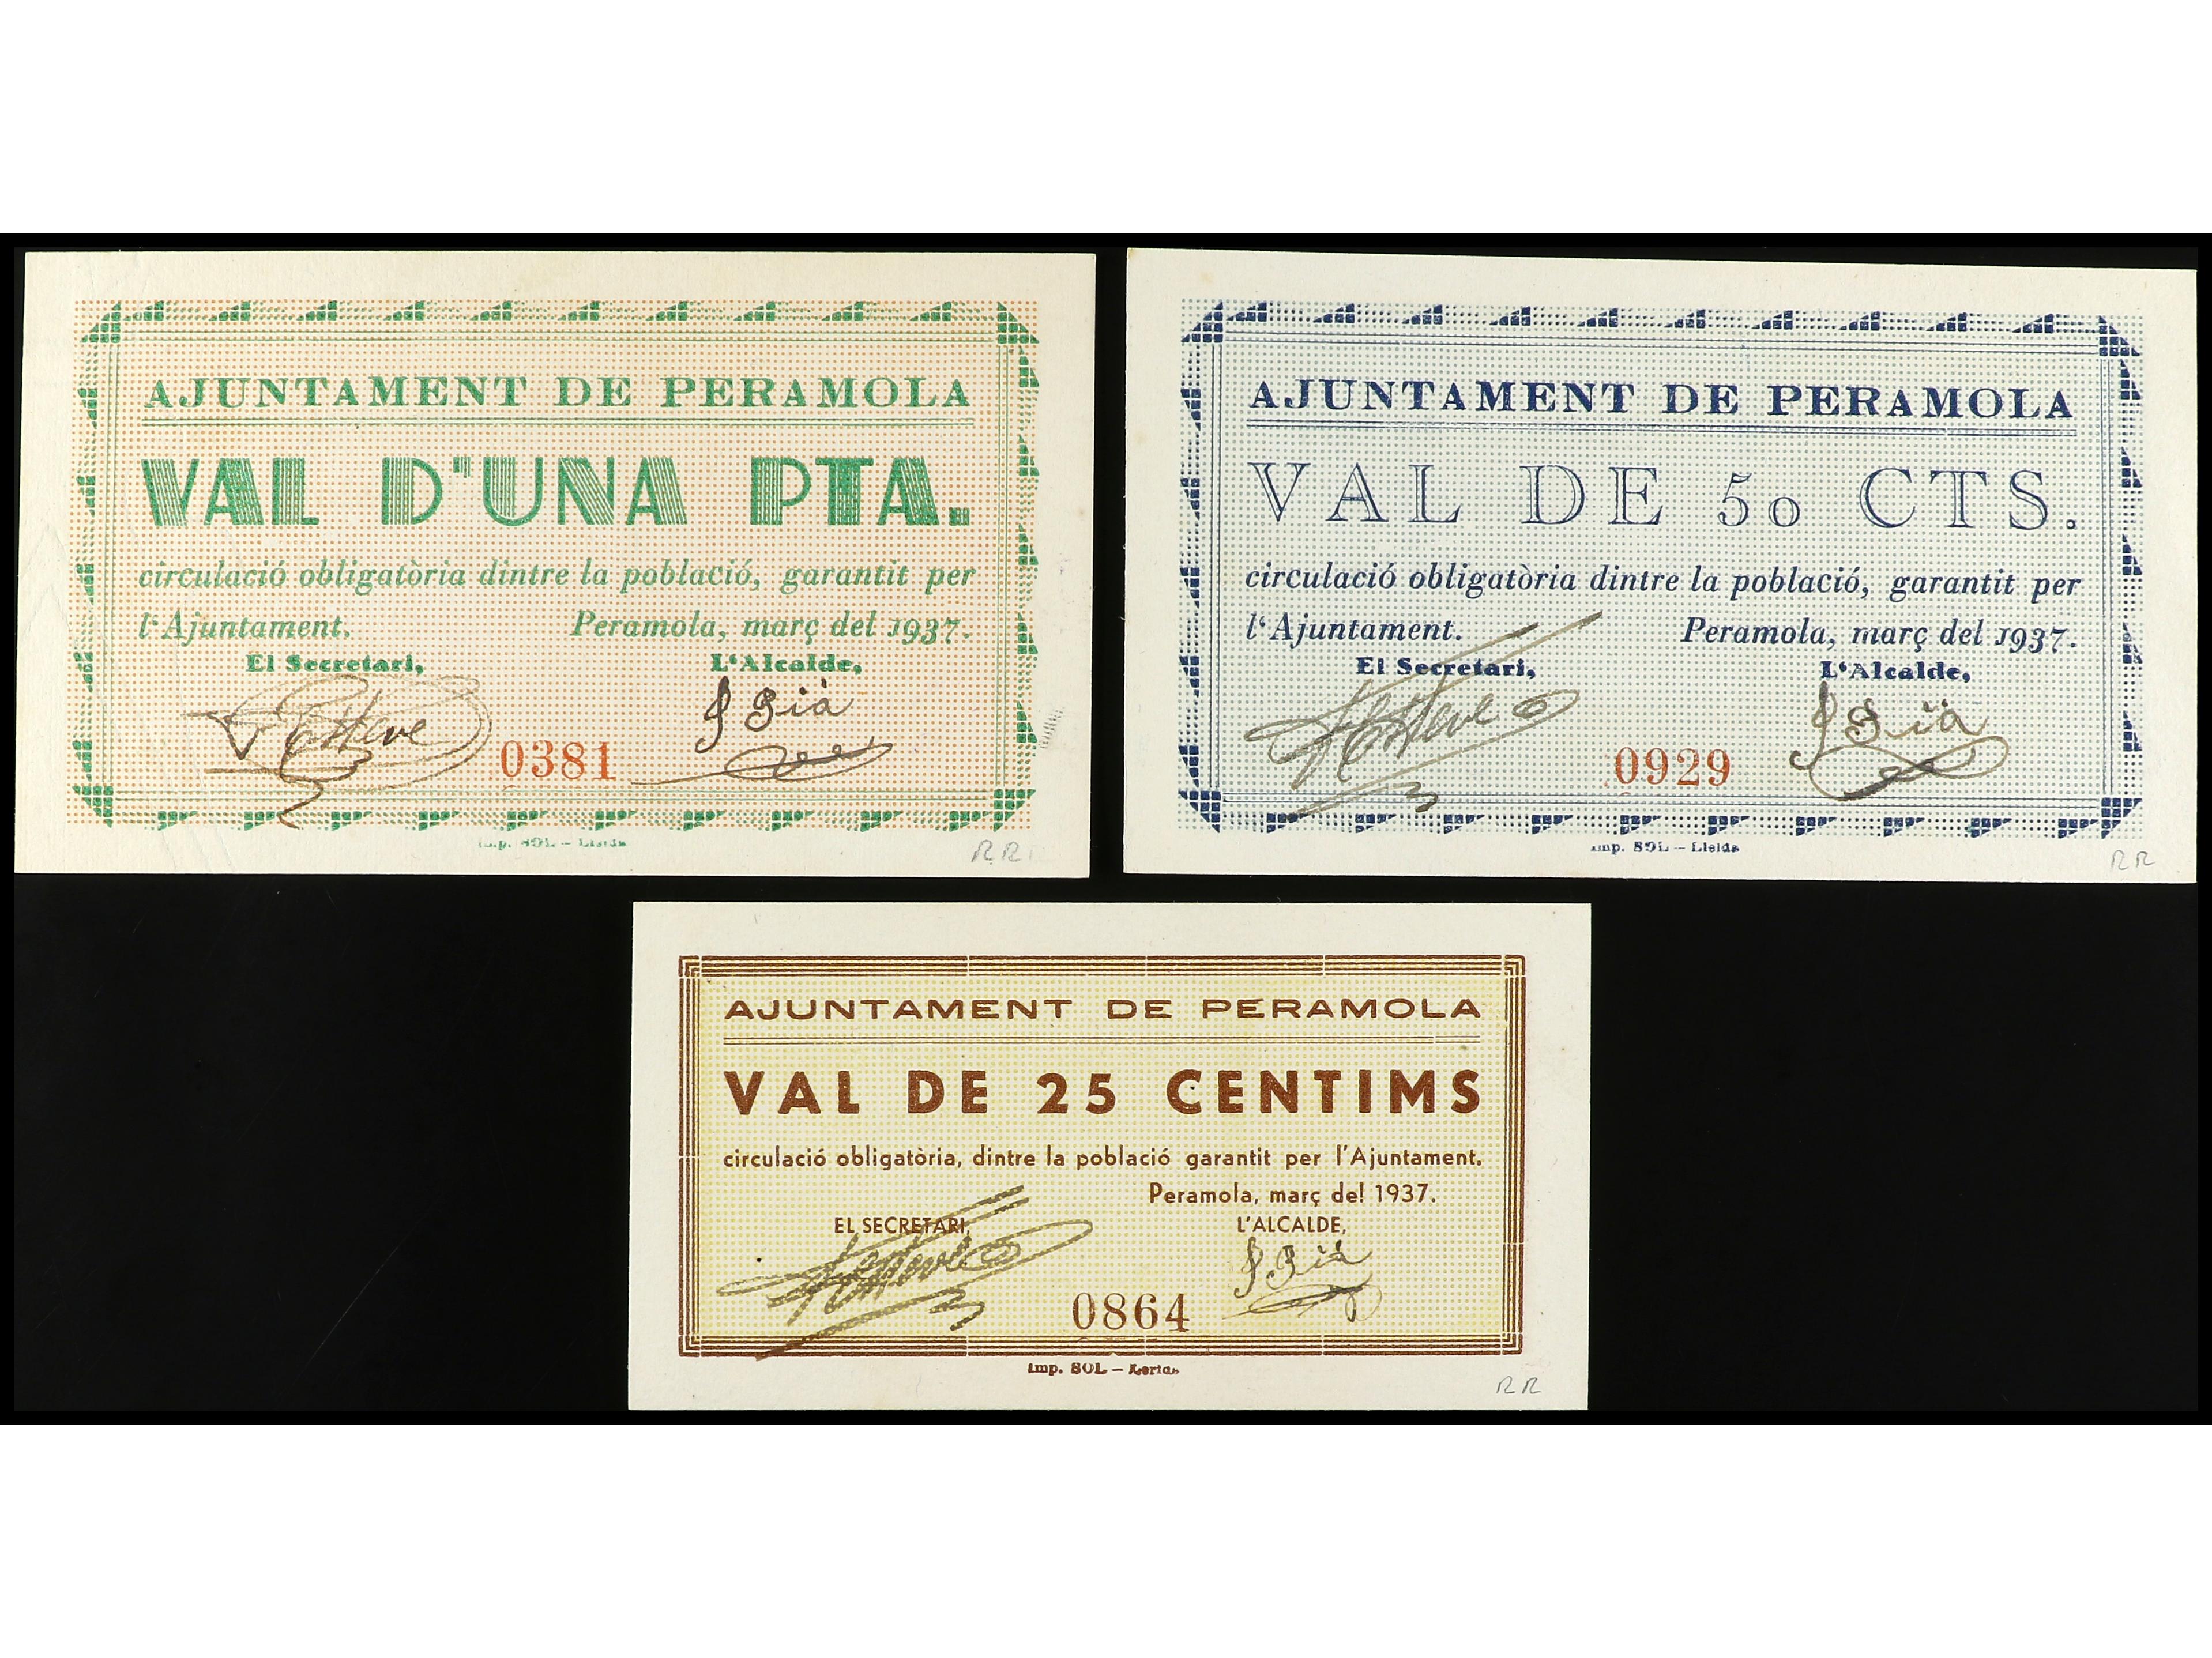 AJUNTAMENT DE PERAMOLA
VAL D'UNA PTA.
circulació obligatòria dintre la població, garantit per
l'Ajuntament. Peramola, març del 1937.
El Secretari, L'Alcalde,
0381
Imp. SOL – Lleida
RR
AJUNTAMENT DE PERAMOLA
VAL DE 50 CTS.
circulació obligatòria dintre la població, garantit per
l'Ajuntament. Peramola, març del 1937.
El Secretari, L'Alcalde,
0929
Imp. SOL – Lleida
RR
AJUNTAMENT DE PERAMOLA
VAL DE 25 CENTIMS
circulació obligatòria, dintre la població garantit per l'Ajuntament.
Peramola, març del 1937.
EL SECRETARI, L'ALCALDE,
0864
Imp. SOL –
RR